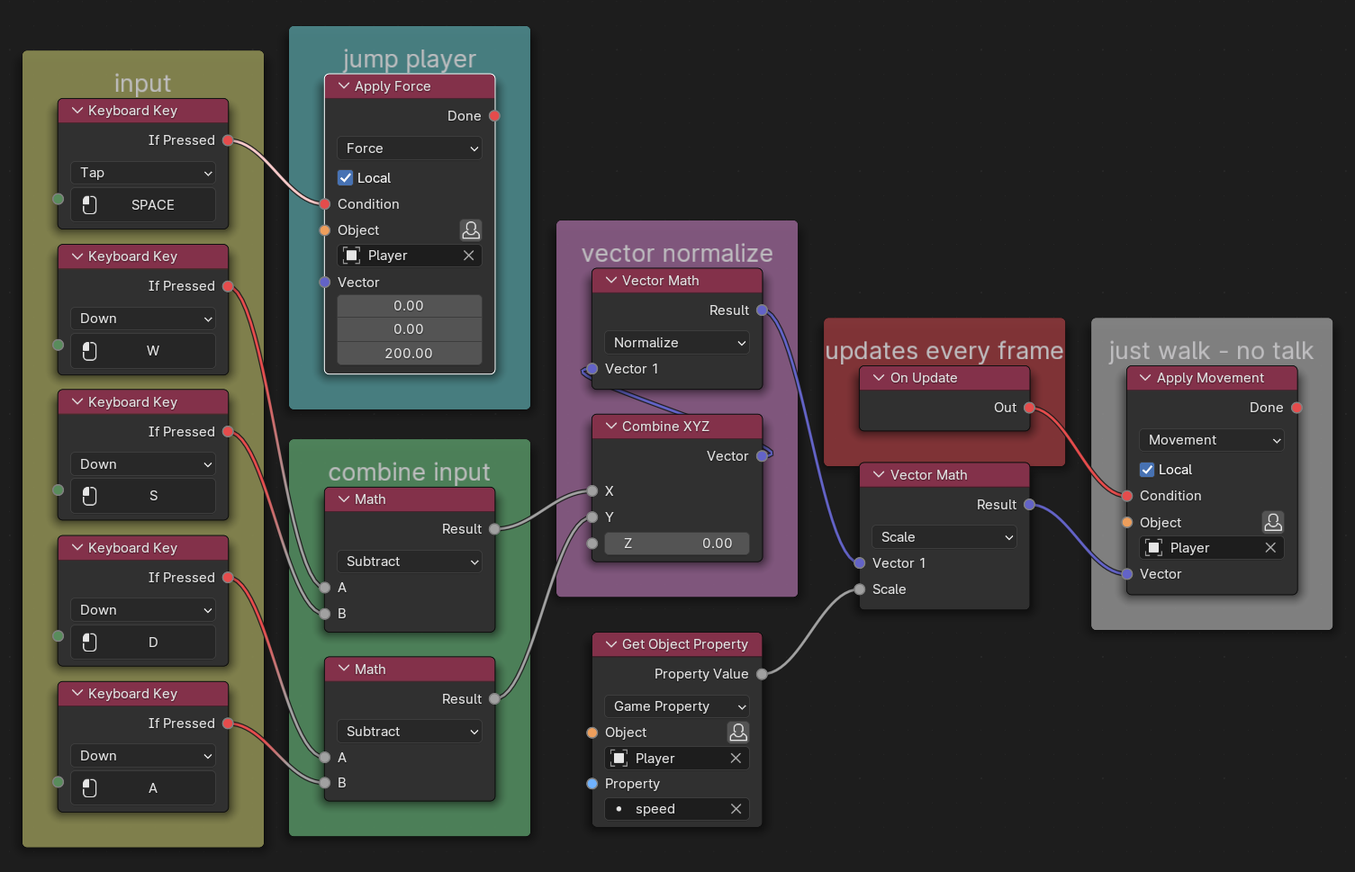 input
Keyboard Key
If Pressed
Tap
SPACE
Keyboard Key
If Pressed
Down
W
Keyboard Key
If Pressed
Down
S
Keyboard Key
If Pressed
Down
D
Keyboard Key
If Pressed
Down
A
jump player
Apply Force
Done
Force
Local
Condition
Object
Player
Vector
0.00
0.00
200.00
combine input
Math
Result
Subtract
A
B
Math
Result
Subtract
A
B
vector normalize
Vector Math
Result
Normalize
Vector 1
Combine XYZ
Vector
X
Y
Z 0.00
Get Object Property
Property Value
Game Property
Object
Player
Property
speed
updates every frame
On Update
Out
Vector Math
Result
Scale
Vector 1
Scale
just walk - no talk
Apply Movement
Done
Movement
Local
Condition
Object
Player
Vector